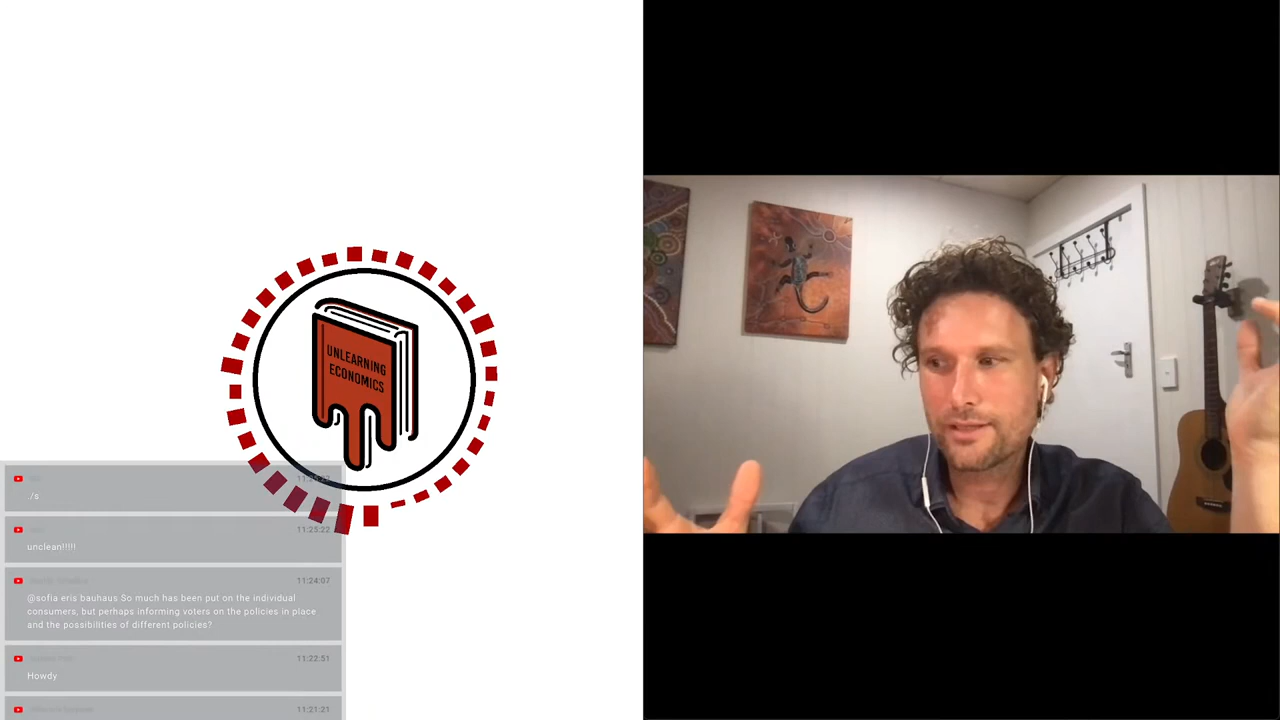 UNLEARNING
ECONOMICS
./s
11:25:22
unclean!!!!!
11:24:07
@sofia eris bauhaus So much has been put on the individual
consumers, but perhaps informing voters on the policies in place
and the possibilities of different policies?
11:22:51
Howdy
11:21:21